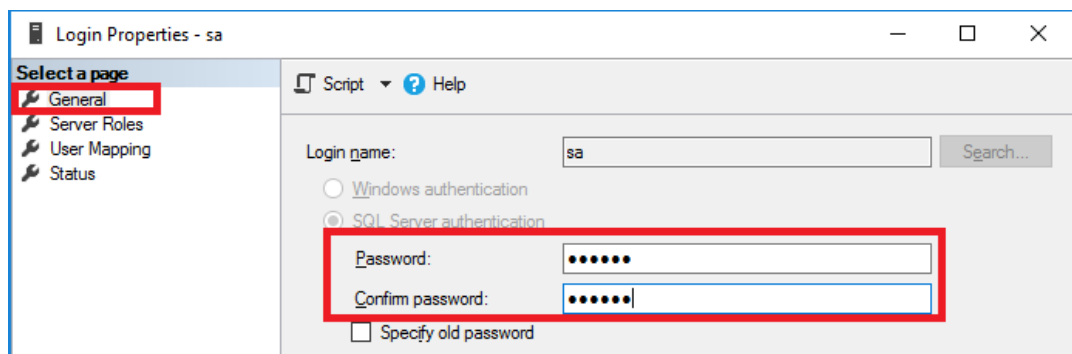 Login Properties - sa
Select a page
General
Server Roles
User Mapping
Status
Script Help
Login name: sa Search...
Windows authentication
SQL Server authentication
Password: ••••••
Confirm password: ••••••
Specify old password